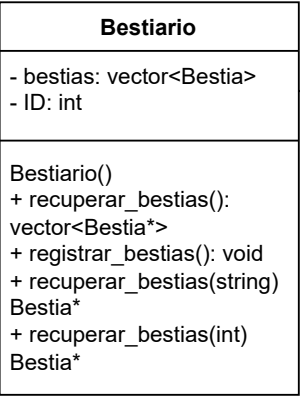 Bestiario
- bestias: vector<Bestia>
- ID: int
Bestiario()
+ recuperar_bestias():
vector<Bestia*>
+ registrar_bestias(): void
+ recuperar_bestias(string)
Bestia*
+ recuperar_bestias(int)
Bestia*